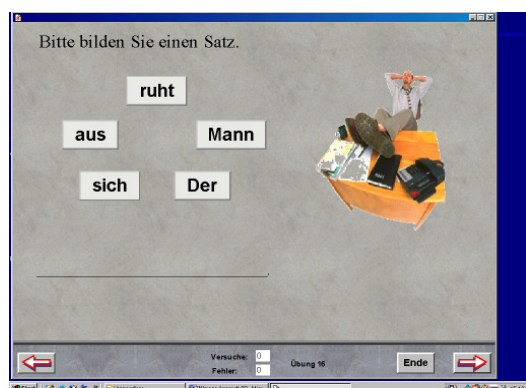 Bitte bilden Sie einen Satz.
ruht
aus Mann
sich Der
Versuche: 0
Fehler: 0
Übung 16
Ende